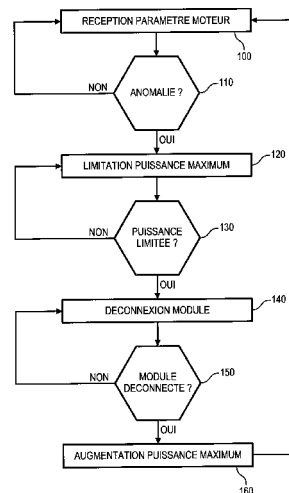 RECEPTION PARAMETRE MOTEUR
100
NON
ANOMALIE ?
110
OUI
LIMITATION PUISSANCE MAXIMUM
120
NON
PUISSANCE
LIMITÉE ?
130
OUI
DECONNEXION MODULE
140
NON
MODULE
DECONNECTE ?
150
OUI
AUGMENTATION PUISSANCE MAXIMUM
160